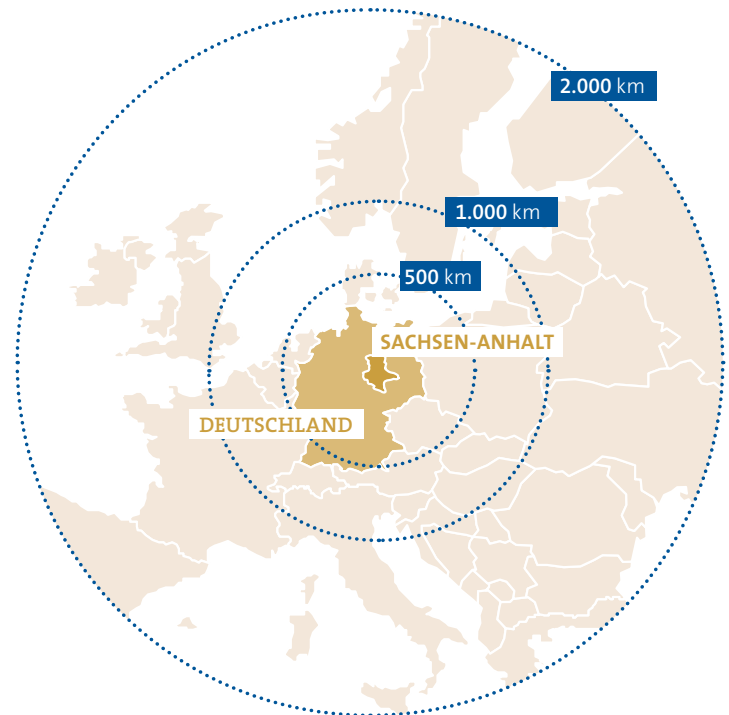 2.000 km
1.000 km
500 km
SACHSEN-ANHALT
DEUTSCHLAND